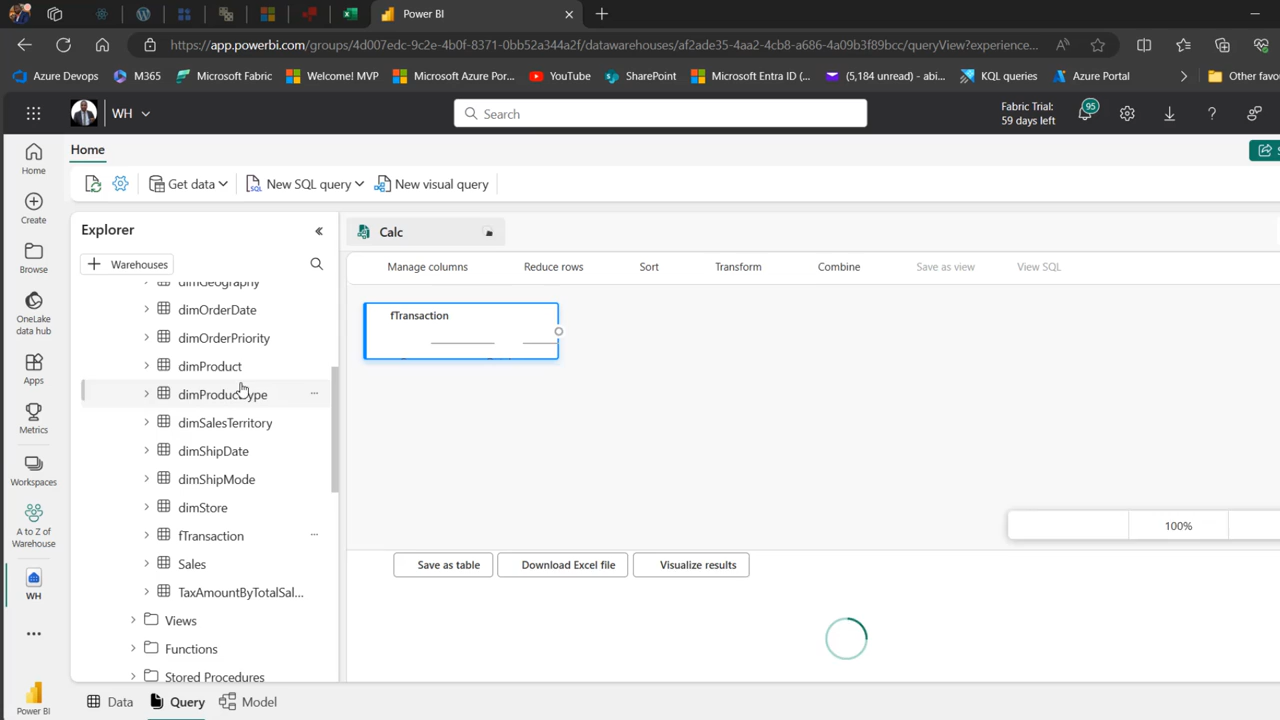 Power BI
https://app.powerbi.com/groups/4d007edc-9c2e-4b0f-8371-0bb52a344a2f/datawarehouses/af2ade35-4aa2-4cb8-a686-4a09b3f89bcc/queryView?experience...
Azure Devops
M365
Microsoft Fabric
Welcome! MVP
Microsoft Azure Por...
YouTube
SharePoint
Microsoft Entra ID (...
(5,184 unread) - abi...
KQL queries
Azure Portal
Other favo
WH
Search
Fabric Trial:
59 days left
95
Home
Home
Create
Browse
OneLake
data hub
Apps
Metrics
Workspaces
A to Z of
Warehouse
WH
Power BI
Get data
New SQL query
New visual query
Explorer
Warehouses
dimGeography
dimOrderDate
dimOrderPriority
dimProduct
dimProductType
dimSalesTerritory
dimShipDate
dimShipMode
dimStore
fTransaction
Sales
TaxAmountByTotalSal...
Views
Functions
Stored Procedures
Calc
Manage columns
Reduce rows
Sort
Transform
Combine
Save as view
View SQL
fTransaction
100%
Save as table
Download Excel file
Visualize results
Data
Query
Model